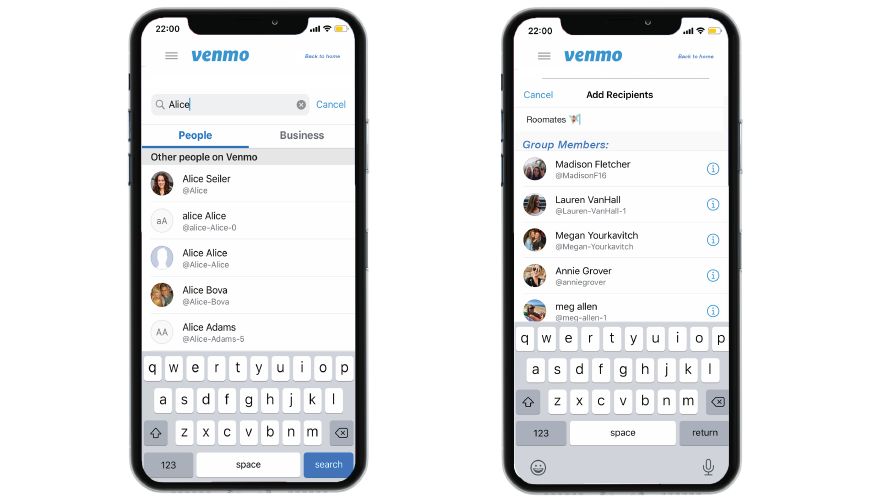 22:00
venmo
Back to home
Alice
Cancel
People Business
Other people on Venmo
Alice Seiler
@Alice
aA
alice Alice
@alice-Alice-0
Alice Alice
@Alice-Alice
Alice Bova
@Alice-Bova
AA
Alice Adams
@Alice-Adams-5
q w e r t y u i o p
a s d f g h j k l
z x c v b n m
123 space search
22:00
venmo
Back to home
Cancel Add Recipients
Roomates
Group Members:
Madison Fletcher
@MadisonF16
Lauren VanHall
@Lauren-VanHall-1
Megan Yourkavitch
@Megan-Yourkavitch
Annie Grover
@anniegrover
meg allen
@meg-allen-1
q w e r t y u i o p
a s d f g h j k l
z x c v b n m
123 space return